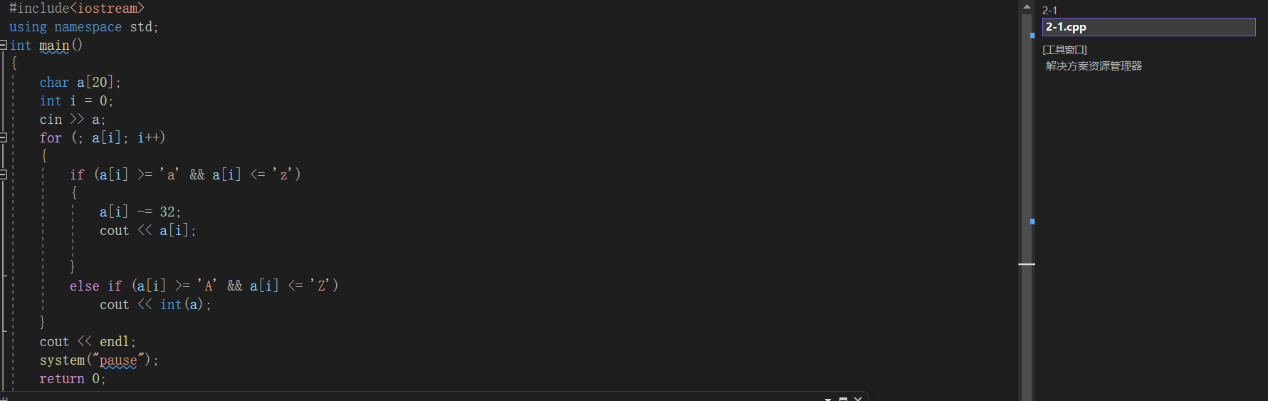 #include<iostream>
using namespace std;
int main()
{
char a[20];
int i = 0;
cin >> a;
for (; a[i]; i++)
{
if (a[i] >= 'a' && a[i] <= 'z')
{
a[i] -= 32;
cout << a[i];
}
else if (a[i] >= 'A' && a[i] <= 'Z')
cout << int(a);
}
cout << endl;
system("pause");
return 0;
2-1
2-1.cpp
[工具窗口]
解决方案资源管理器